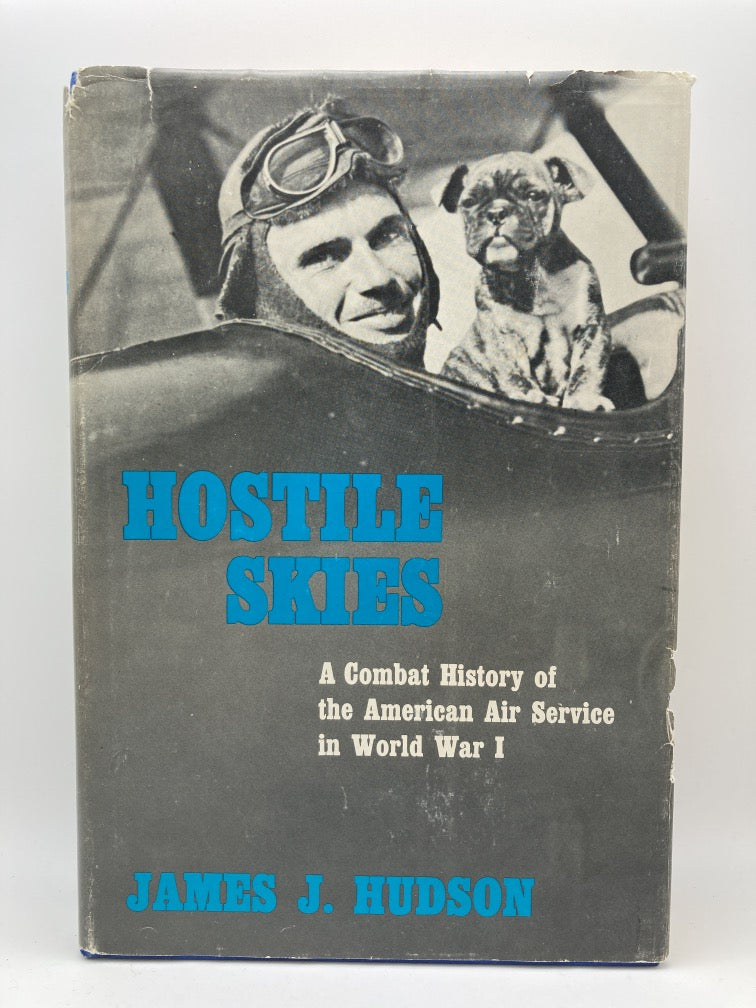 HOSTILE
SKIES
A Combat History of
the American Air Service
in World War I
JAMES J. HUDSON